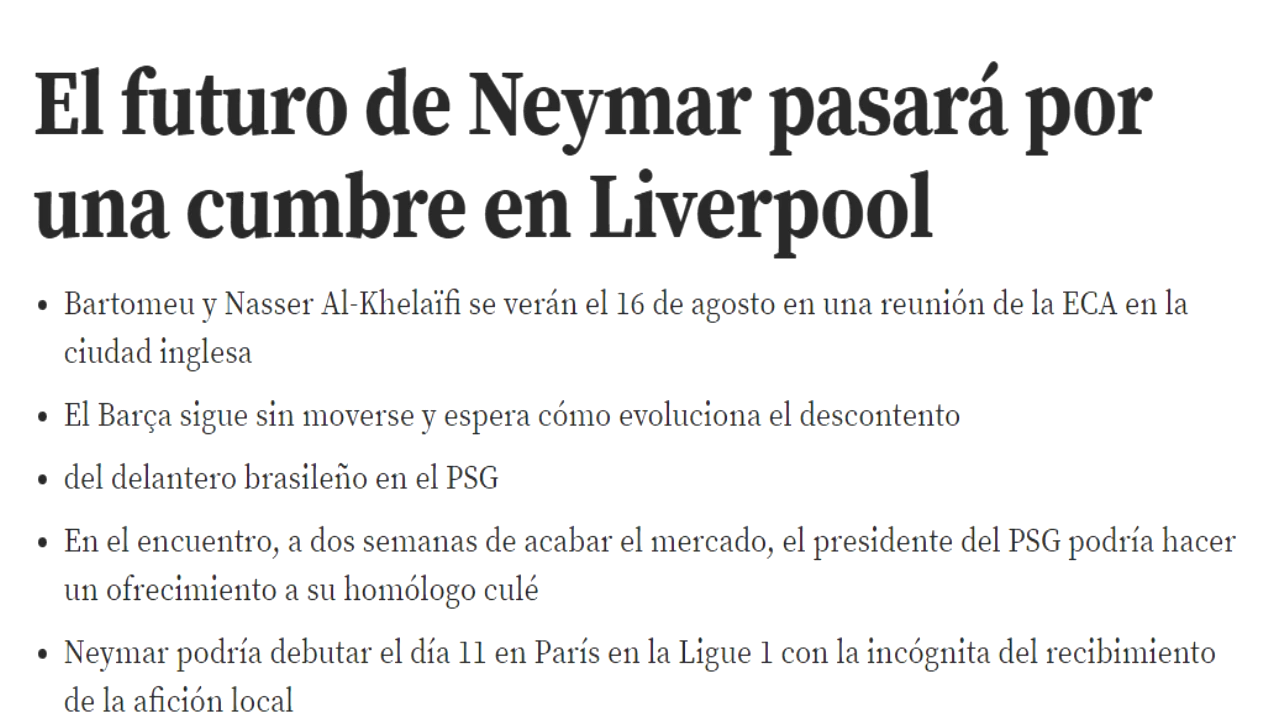 El futuro de Neymar pasará por
una cumbre en Liverpool
• Bartomeu y Nasser Al-Khelaïfi se verán el 16 de agosto en una reunión de la ECA en la
ciudad inglesa
• El Barça sigue sin moverse y espera cómo evoluciona el descontento
• del delantero brasileño en el PSG
• En el encuentro, a dos semanas de acabar el mercado, el presidente del PSG podría hacer
un ofrecimiento a su homólogo culé
• Neymar podría debutar el día 11 en París en la Ligue 1 con la incógnita del recibimiento
de la afición local